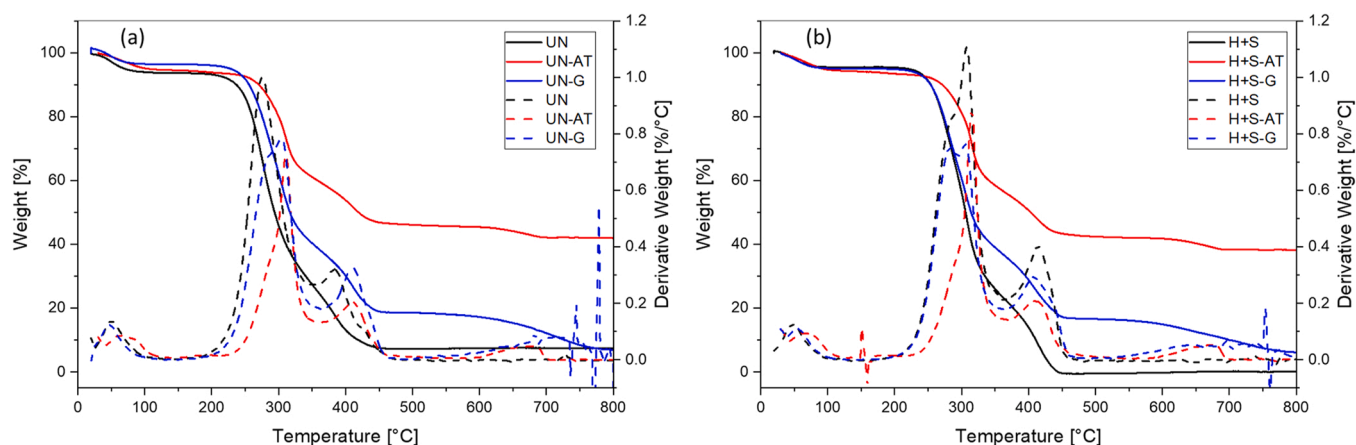 (a)
UN
UN-AT
UN-G
UN
UN-AT
UN-G
Weight [%]
100
80
60
40
20
0
Derivative Weight [%/°C]
1.2
1.0
0.8
0.6
0.4
0.2
0.0
0 100 200 300 400 500 600 700 800
Temperature [°C]
(b)
H+S
H+S-AT
H+S-G
H+S
H+S-AT
H+S-G
Weight [%]
100
80
60
40
20
0
Derivative Weight [%/°C]
1.2
1.0
0.8
0.6
0.4
0.2
0.0
0 100 200 300 400 500 600 700 800
Temperature [°C]